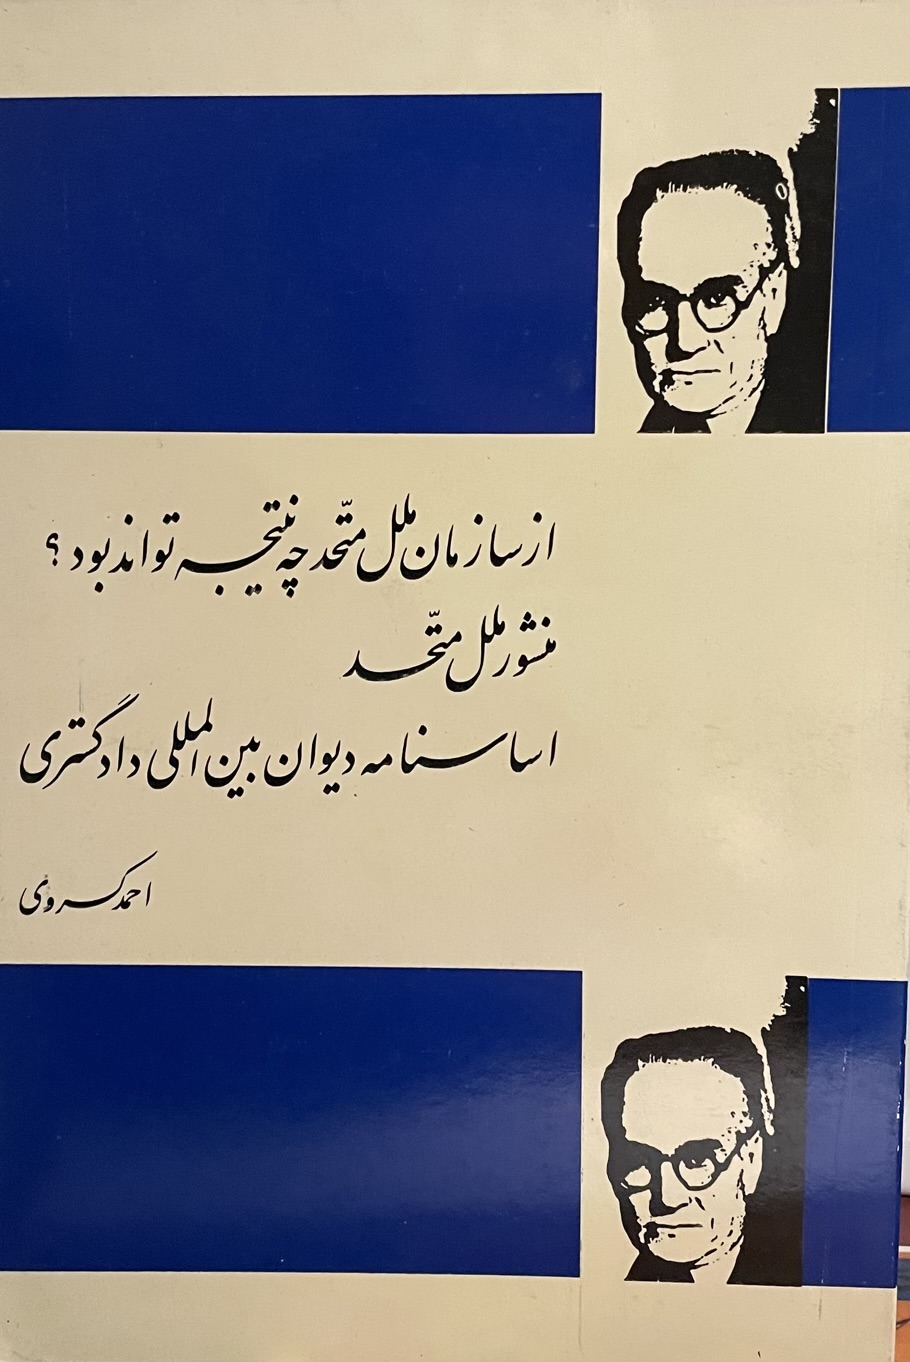 از سازمان ملل متّحد چه نتیجه تواند بود؟
منشور ملل متّحد
اساسنامه دیوان بین‌المللی دادگستری
احمد کسروی